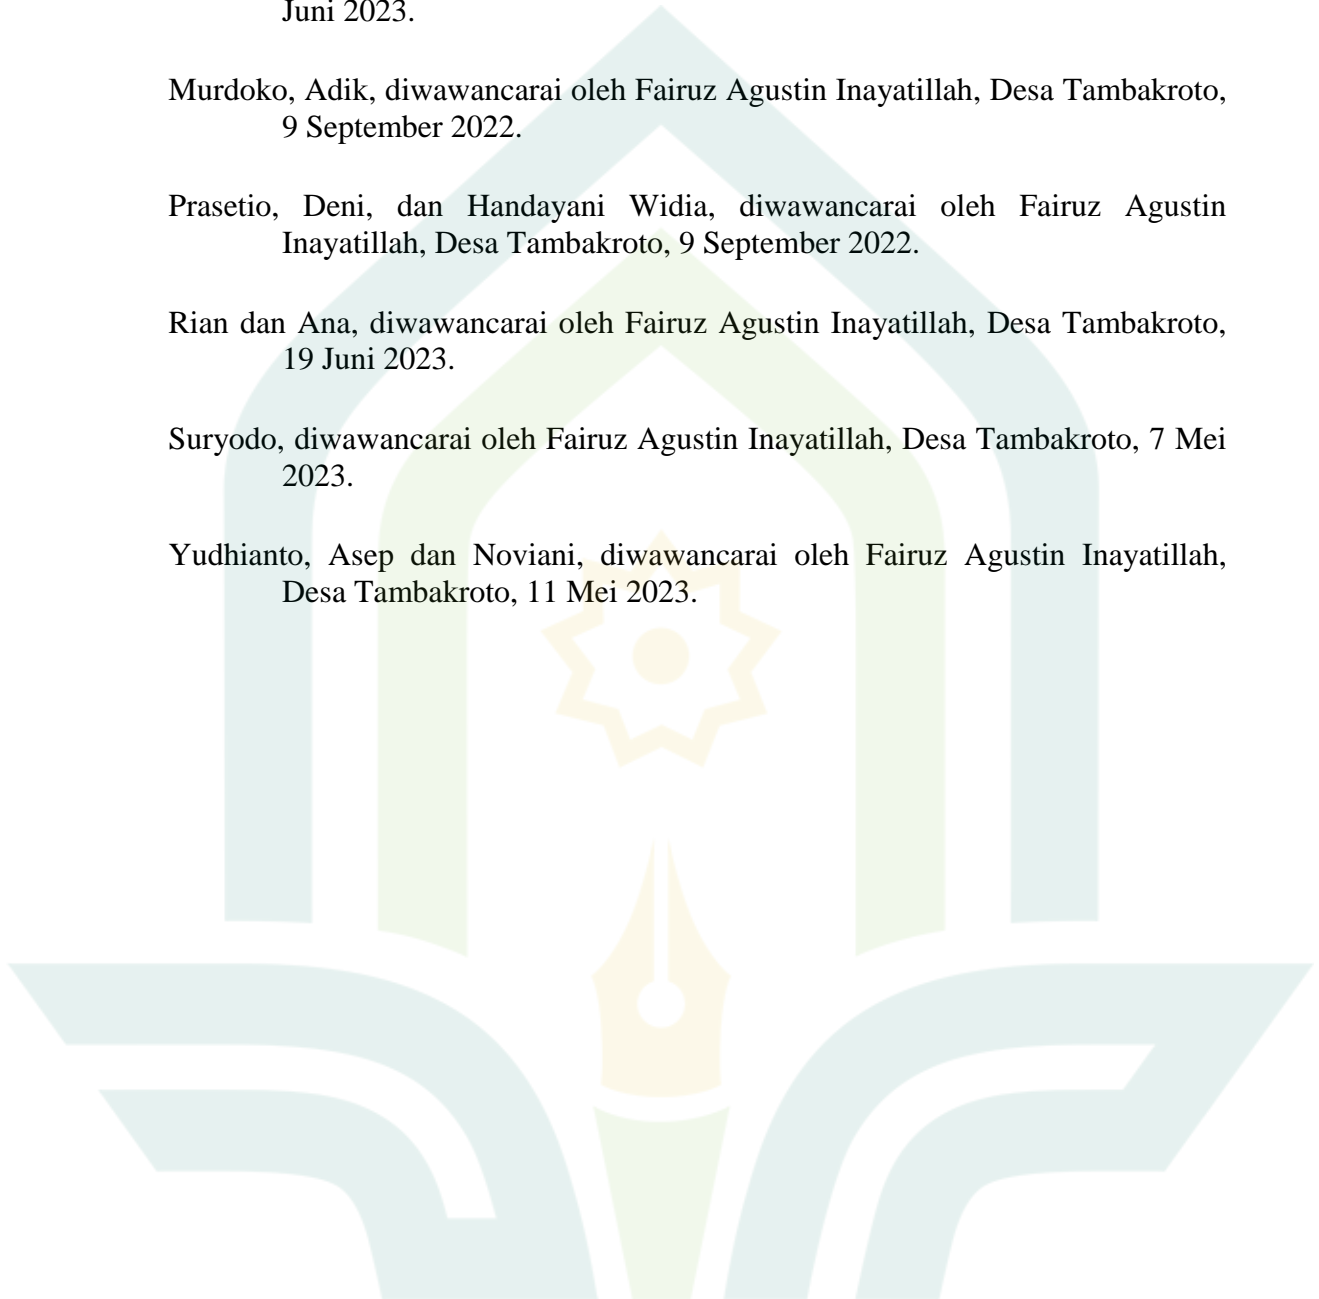 Juni 2023.
Murdoko, Adik, diwawancarai oleh Fairuz Agustin Inayatillah, Desa Tambakroto,
9 September 2022.
Prasetio, Deni, dan Handayani Widia, diwawancarai oleh Fairuz Agustin
Inayatillah, Desa Tambakroto, 9 September 2022.
Rian dan Ana, diwawancarai oleh Fairuz Agustin Inayatillah, Desa Tambakroto,
19 Juni 2023.
Suryodo, diwawancarai oleh Fairuz Agustin Inayatillah, Desa Tambakroto, 7 Mei
2023.
Yudhianto, Asep dan Noviani, diwawancarai oleh Fairuz Agustin Inayatillah,
Desa Tambakroto, 11 Mei 2023.